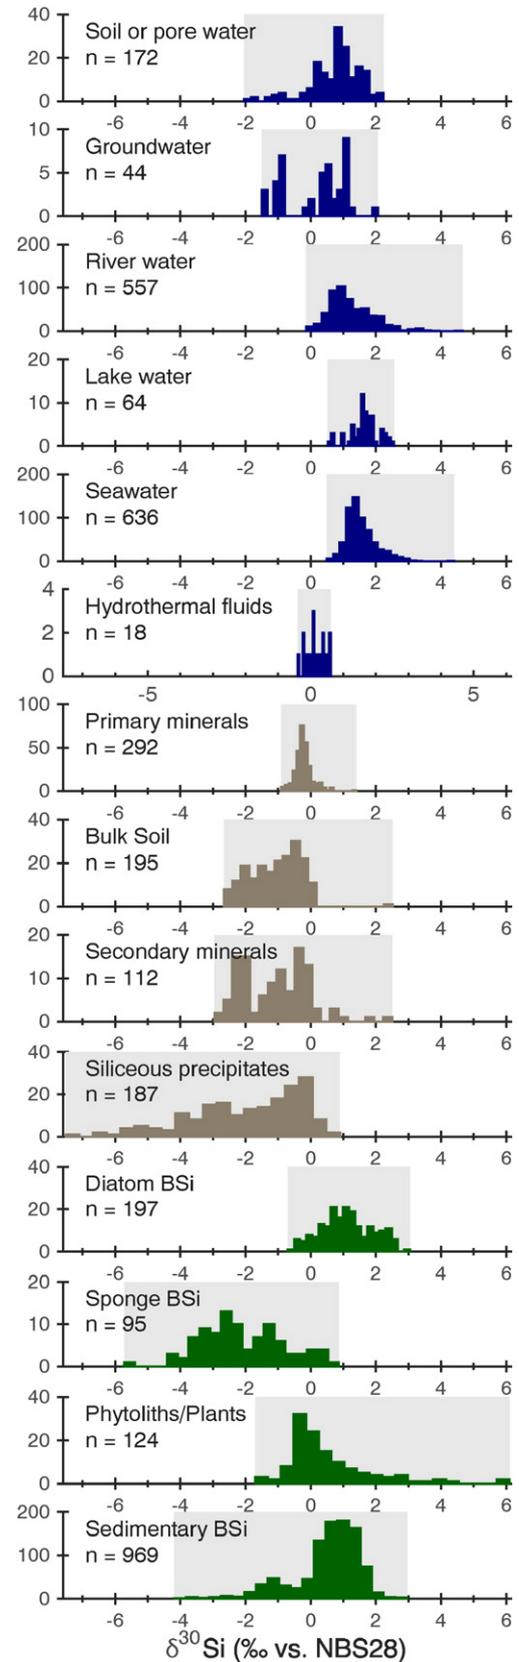 40
Soil or pore water
20
n = 172
0
-6 -4 -2 0 2 4 6
10
Groundwater
5
n = 44
0
-6 -4 -2 0 2 4 6
200
River water
100
n = 557
0
-6 -4 -2 0 2 4 6
20
Lake water
10
n = 64
0
-6 -4 -2 0 2 4 6
200
Seawater
100
n = 636
0
-6 -4 -2 0 2 4 6
4
Hydrothermal fluids
2
n = 18
0
-5 0 5
100
Primary minerals
50
n = 292
0
-6 -4 -2 0 2 4 6
40
Bulk Soil
20
n = 195
0
-6 -4 -2 0 2 4 6
20
Secondary minerals
10
n = 112
0
-6 -4 -2 0 2 4 6
40
Siliceous precipitates
20
n = 187
0
-6 -4 -2 0 2 4 6
40
Diatom BSi
20
n = 197
0
-6 -4 -2 0 2 4 6
20
Sponge BSi
10
n = 95
0
-6 -4 -2 0 2 4 6
40
Phytoliths/Plants
20
n = 124
0
-6 -4 -2 0 2 4 6
200
Sedimentary BSi
100
n = 969
0
-6 -4 -2 0 2 4 6
δ³⁰Si (‰ vs. NBS28)